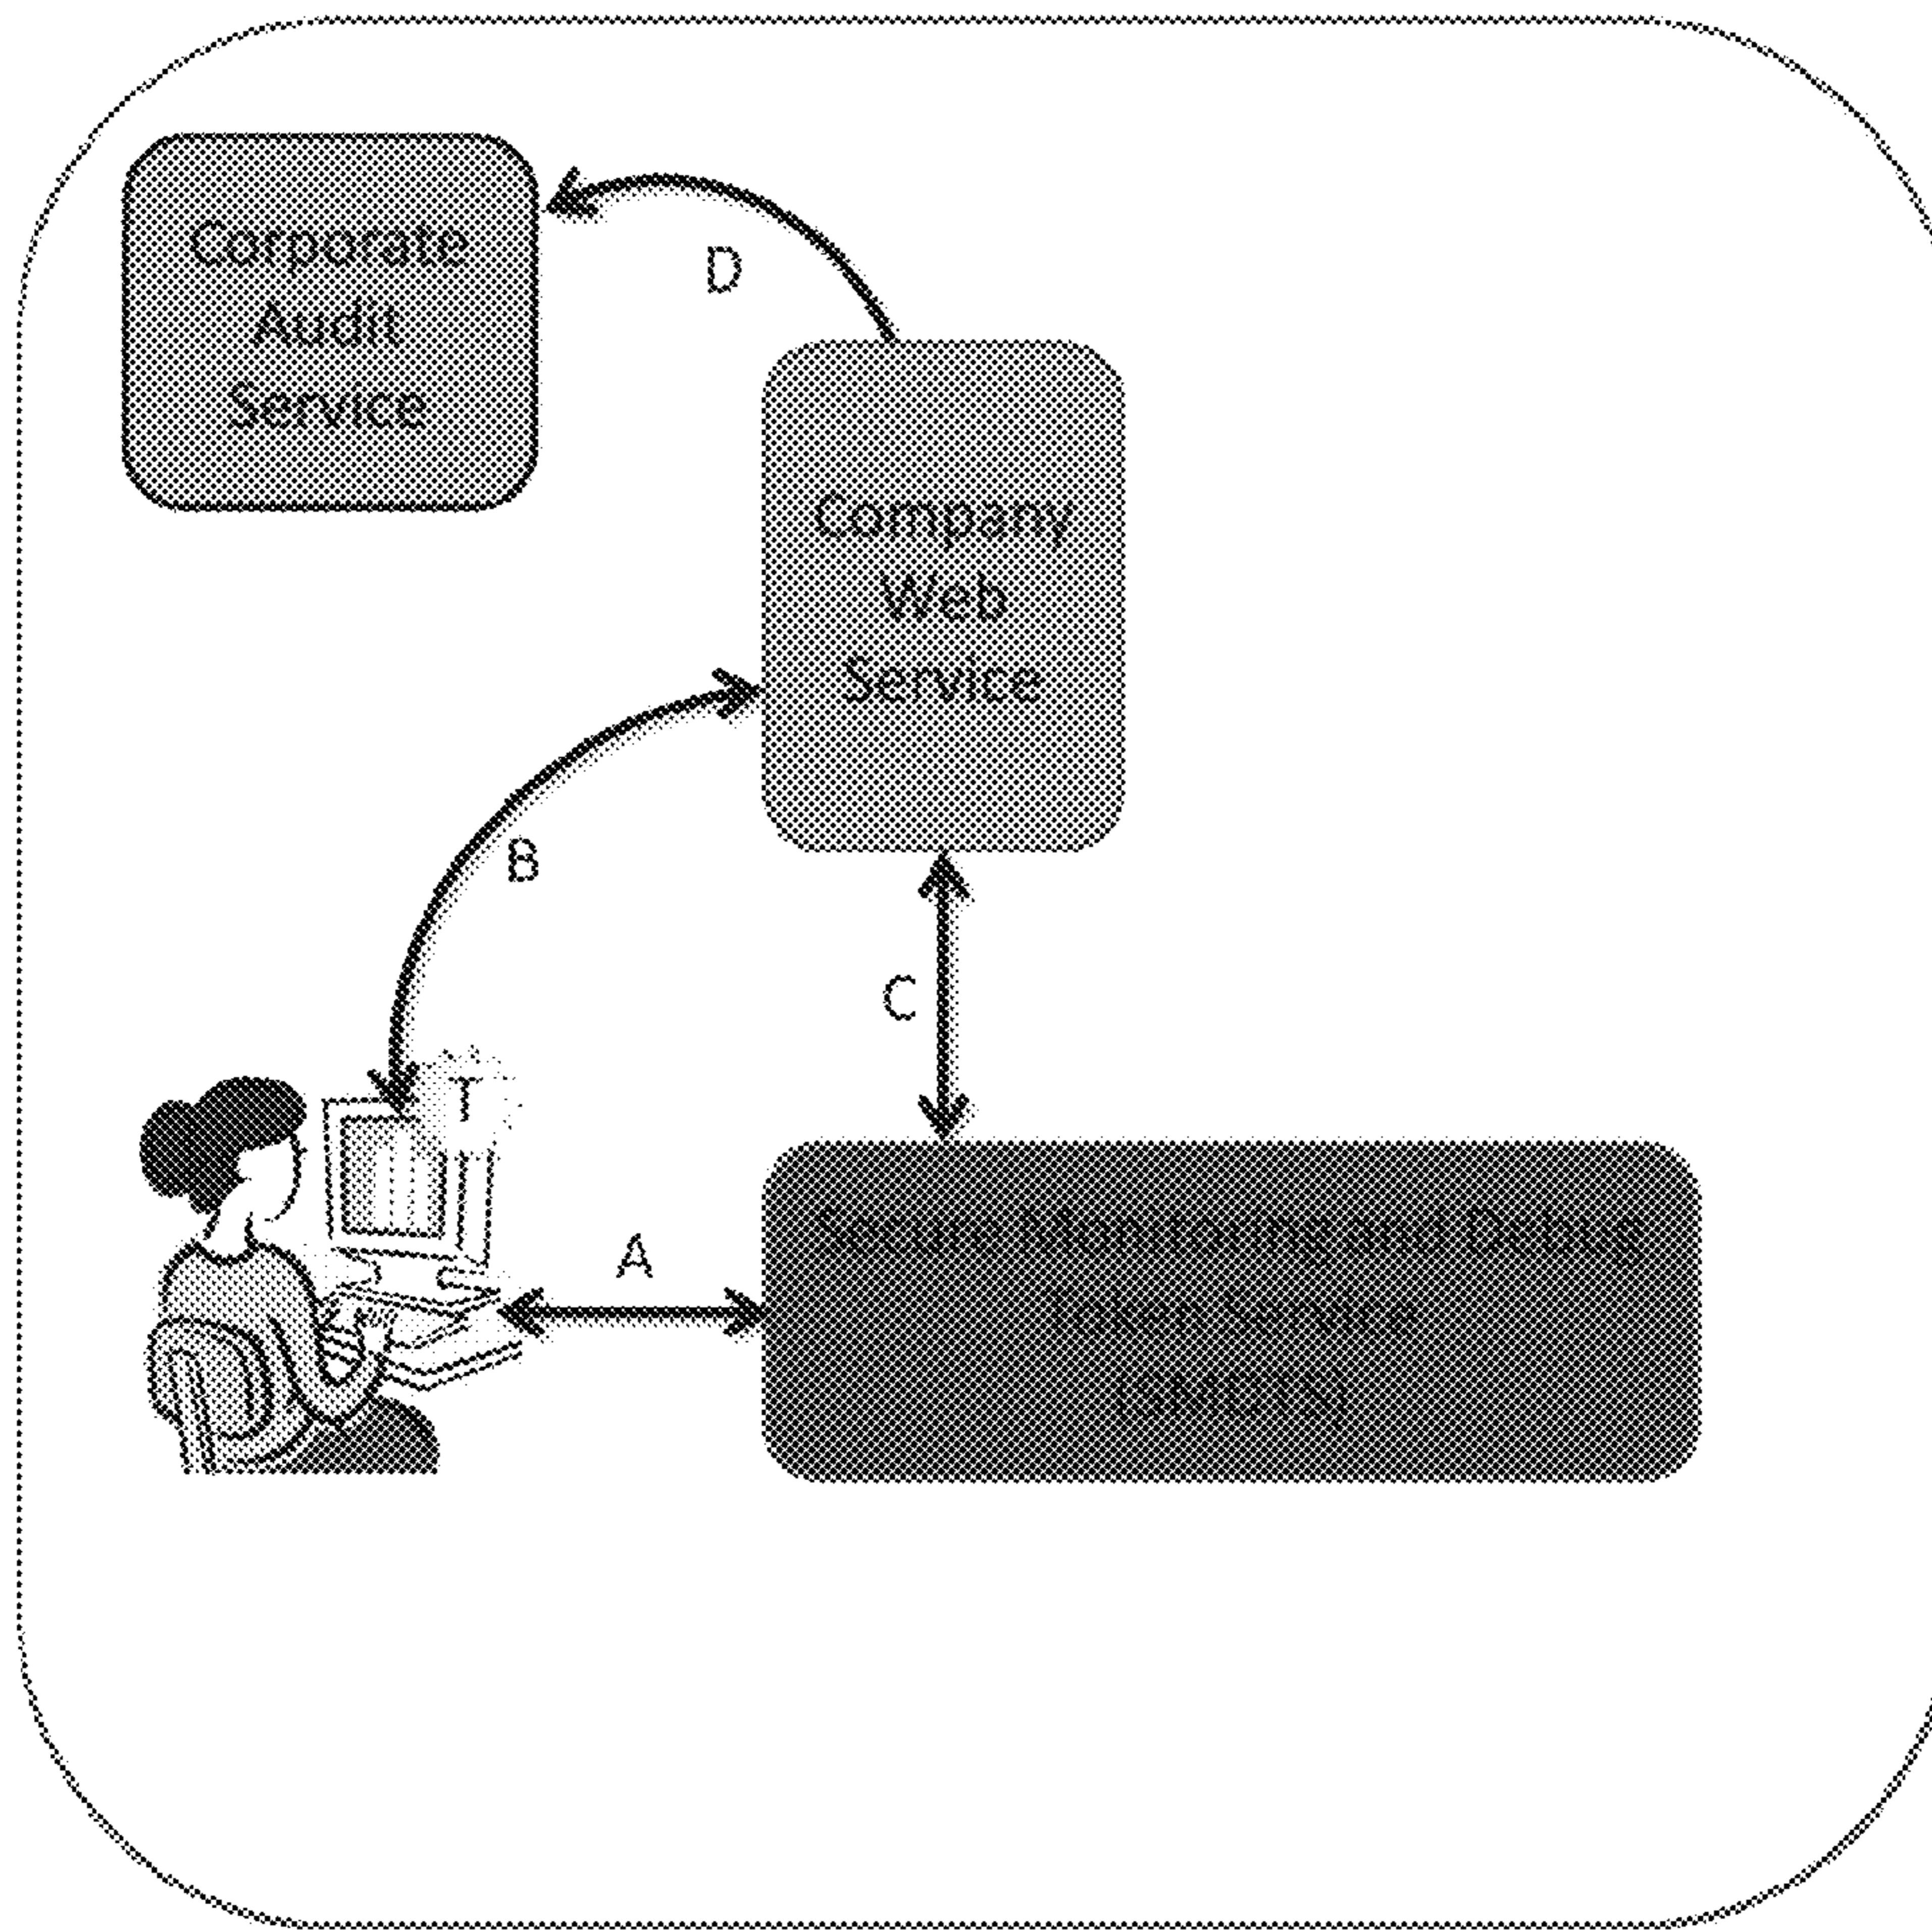 Corporate
Audit
Service
D
Company
Web
Service
B
C
T
A
Secure Monitoring and Debug
Token Service
(SMDTS)